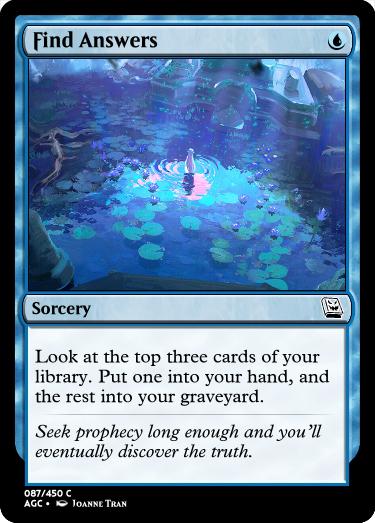 Find Answers
Sorcery
Look at the top three cards of your
library. Put one into your hand, and
the rest into your graveyard.
Seek prophecy long enough and you'll
eventually discover the truth.
087/450 C
AGC • Joanne Tran